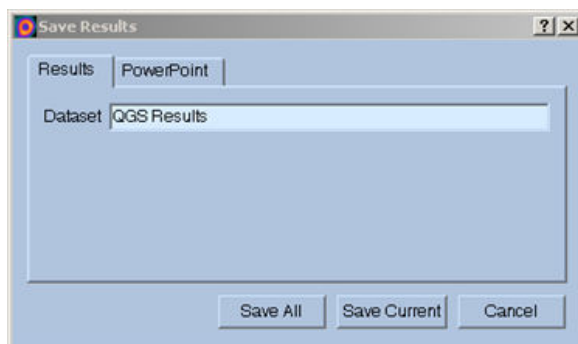 Save Results
? X
Results PowerPoint
Dataset QGS Results
Save All Save Current Cancel